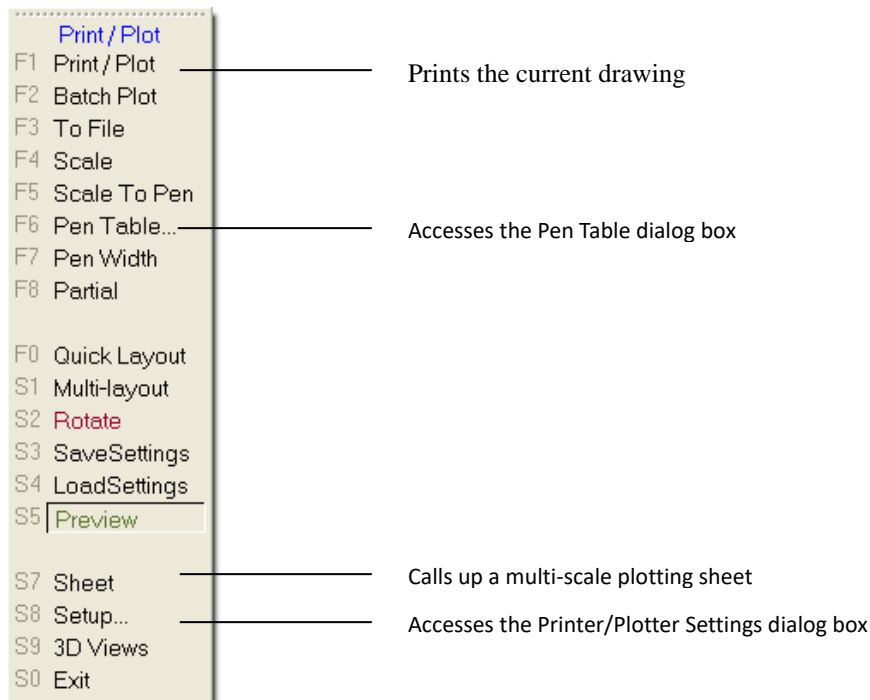 Print / Plot
F1 Print / Plot
Prints the current drawing
F2 Batch Plot
F3 To File
F4 Scale
F5 Scale To Pen
F6 Pen Table...
Accesses the Pen Table dialog box
F7 Pen Width
F8 Partial
F0 Quick Layout
S1 Multi-layout
S2 Rotate
S3 SaveSettings
S4 LoadSettings
S5 Preview
S7 Sheet
Calls up a multi-scale plotting sheet
S8 Setup...
Accesses the Printer/Plotter Settings dialog box
S9 3D Views
S0 Exit